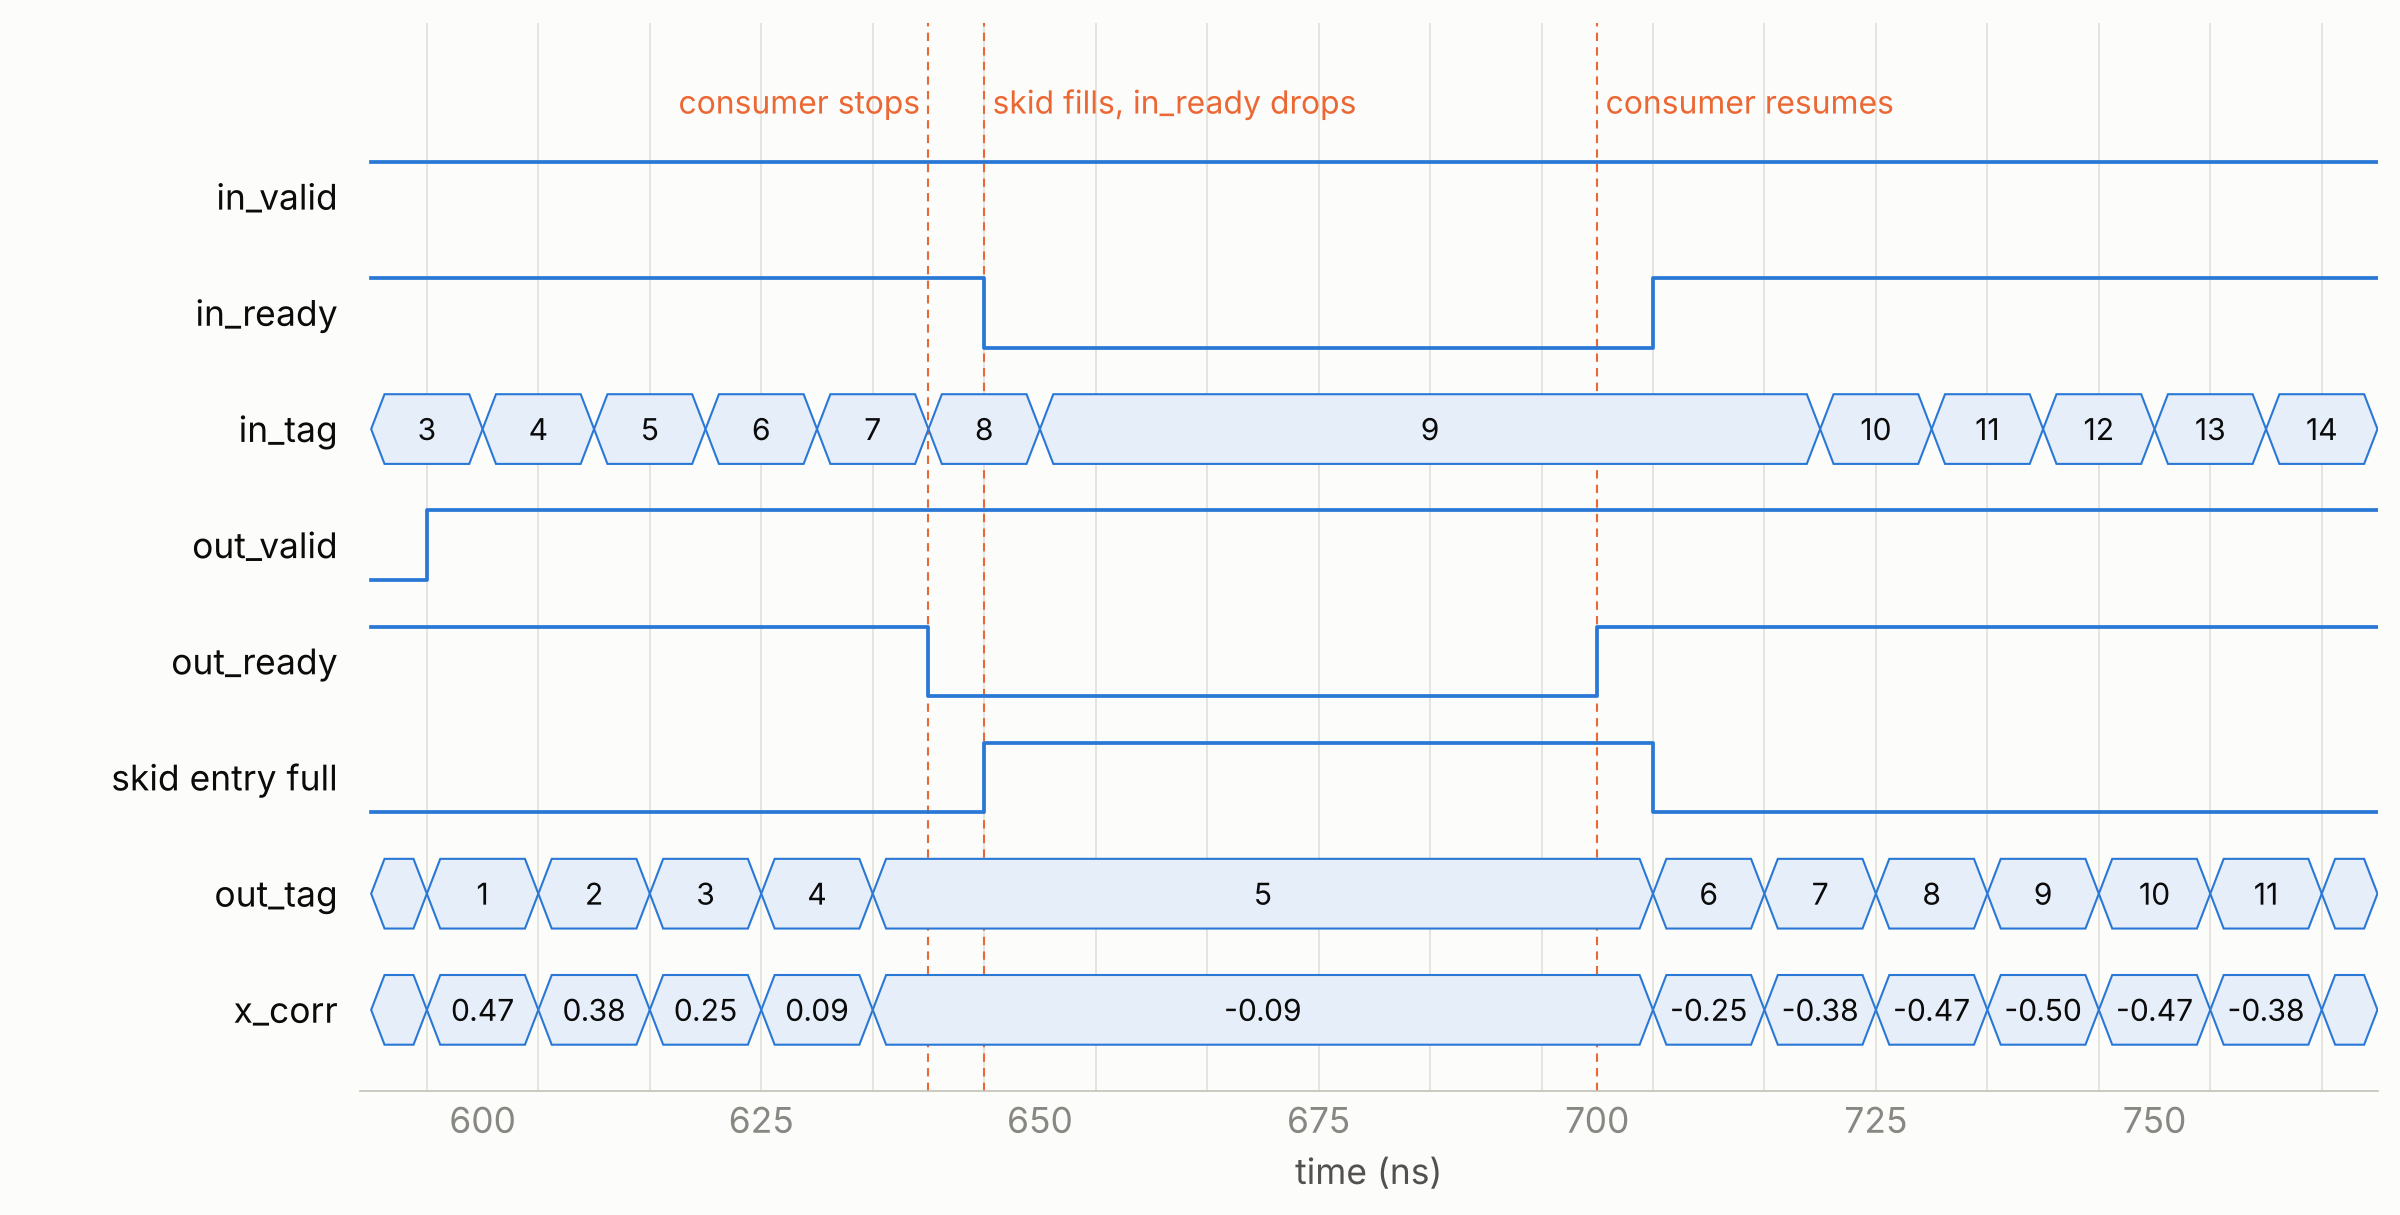 consumer stops skid fills, in_ready drops consumer resumes
in_valid
in_ready
in_tag 3 4 5 6 7 8 9 10 11 12 13 14
out_valid
out_ready
skid entry full
out_tag 1 2 3 4 5 6 7 8 9 10 11
x_corr 0.47 0.38 0.25 0.09 -0.09 -0.25 -0.38 -0.47 -0.50 -0.47 -0.38
600 625 650 675 700 725 750
time (ns)